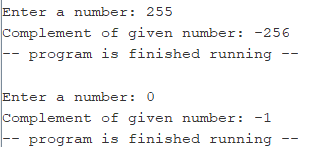 Enter a number: 255
Complement of given number: -256
-- program is finished running --
Enter a number: 0
Complement of given number: -1
-- program is finished running --